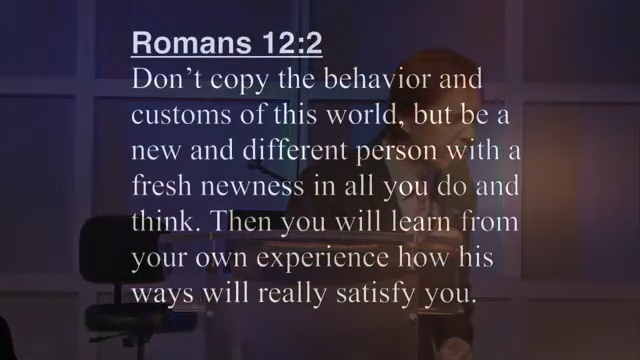 Romans 12:2
Don’t copy the behavior and
customs of this world, but be a
new and different person with a
fresh newness in all you do and
think. Then you will learn from
your own experience how his
ways will really satisfy you.